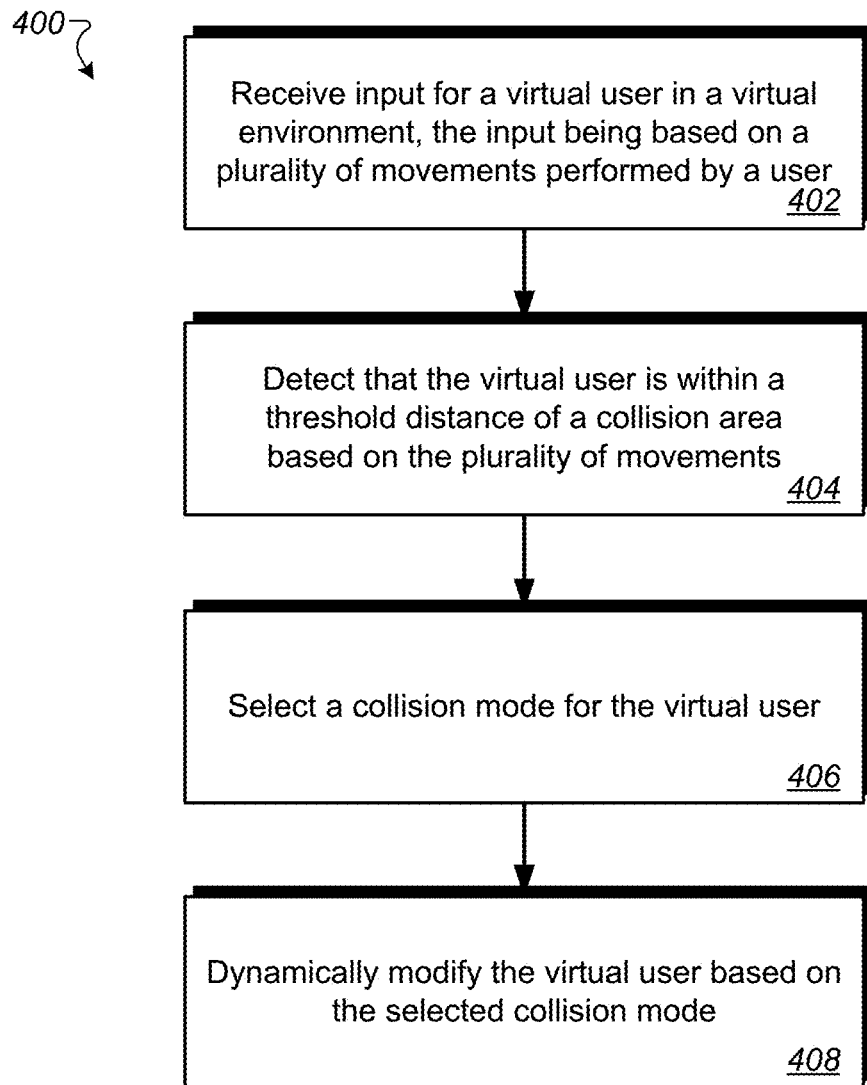 400
Receive input for a virtual user in a virtual
environment, the input being based on a
plurality of movements performed by a user
402
Detect that the virtual user is within a
threshold distance of a collision area
based on the plurality of movements
404
Select a collision mode for the virtual user
406
Dynamically modify the virtual user based on
the selected collision mode
408